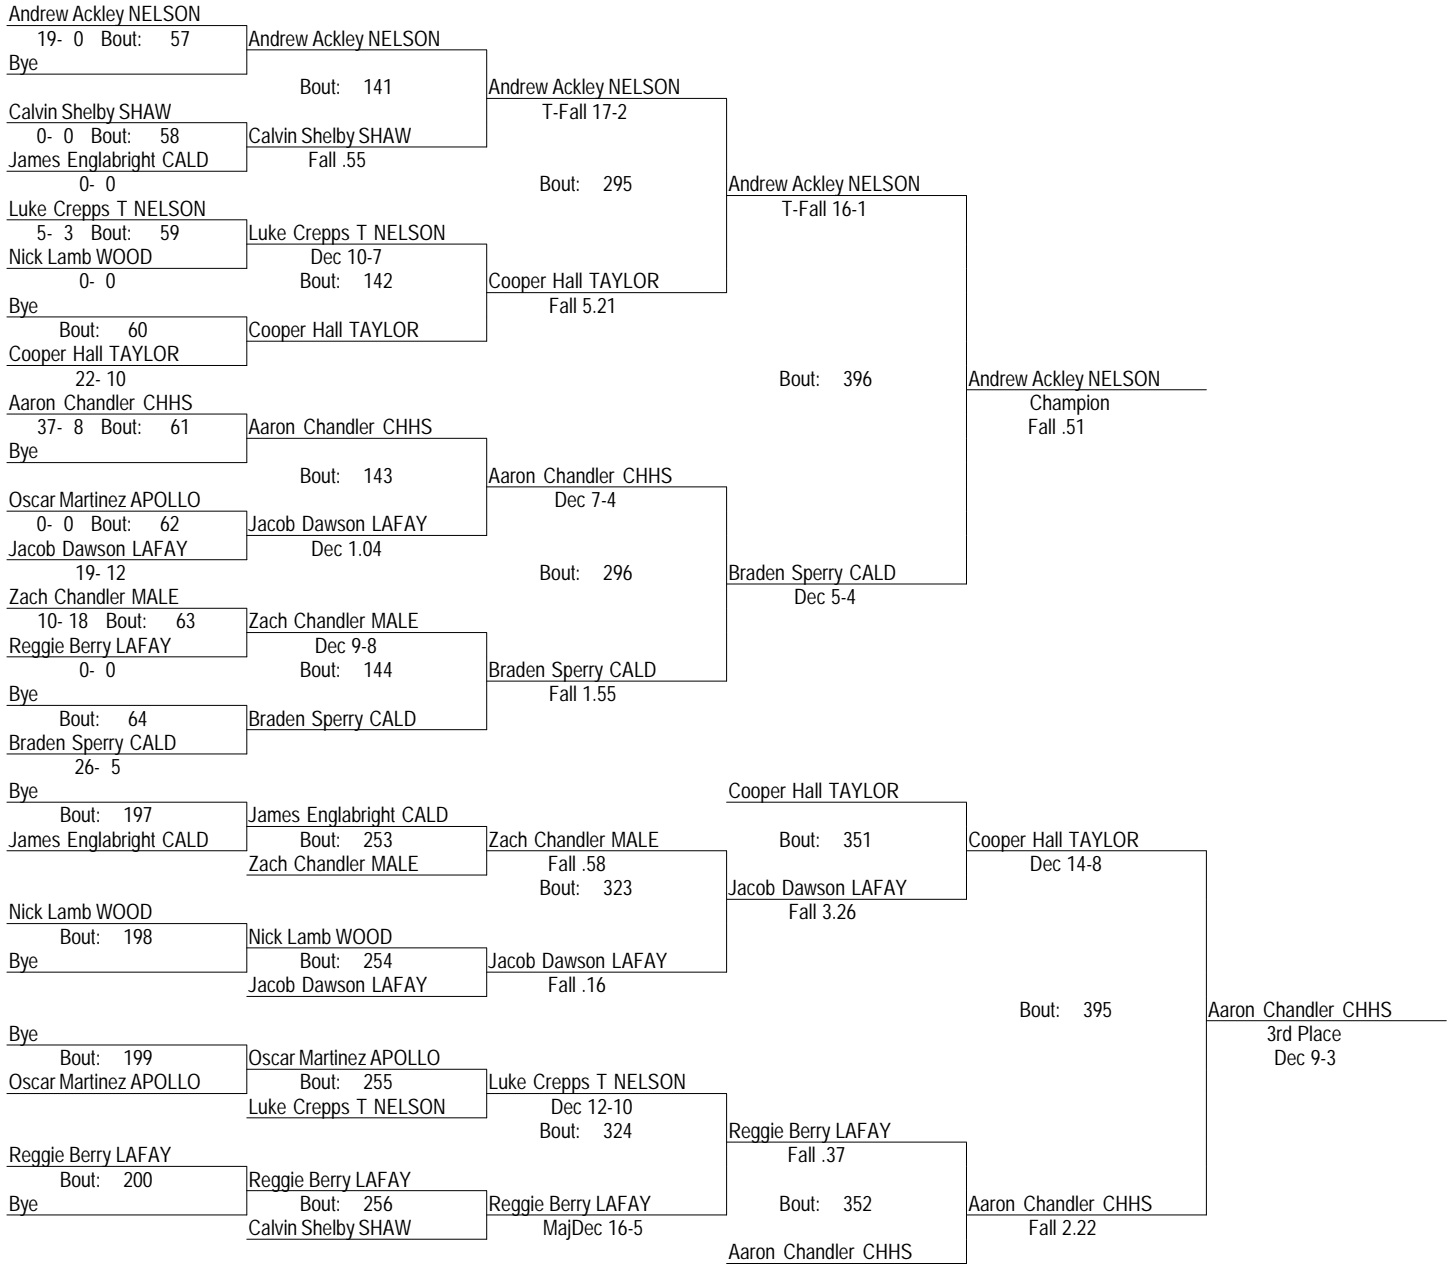 Andrew Ackley NELSON
19- 0 Bout: 57
Andrew Ackley NELSON
Bye
Bout: 141
Andrew Ackley NELSON
Calvin Shelby SHAW
T-Fall 17-2
0- 0 Bout: 58
Calvin Shelby SHAW
James Englabright CALD
Fall .55
0- 0
Bout: 295
Andrew Ackley NELSON
Luke Crepps T NELSON
T-Fall 16-1
5- 3 Bout: 59
Luke Crepps T NELSON
Nick Lamb WOOD
Dec 10-7
0- 0
Bout: 142
Cooper Hall TAYLOR
Bye
Fall 5.21
Bout: 60
Cooper Hall TAYLOR
Cooper Hall TAYLOR
22- 10
Bout: 396
Andrew Ackley NELSON
Aaron Chandler CHHS
Champion
37- 8 Bout: 61
Aaron Chandler CHHS
Fall .51
Bye
Bout: 143
Aaron Chandler CHHS
Oscar Martinez APOLLO
Dec 7-4
0- 0 Bout: 62
Jacob Dawson LAFAY
Jacob Dawson LAFAY
Dec 1.04
19- 12
Bout: 296
Braden Sperry CALD
Zach Chandler MALE
Dec 5-4
10- 18 Bout: 63
Zach Chandler MALE
Reggie Berry LAFAY
Dec 9-8
0- 0
Bout: 144
Braden Sperry CALD
Bye
Fall 1.55
Bout: 64
Braden Sperry CALD
Braden Sperry CALD
26- 5
Bye
Cooper Hall TAYLOR
Bout: 197
James Englabright CALD
James Englabright CALD
Bout: 253
Zach Chandler MALE
Bout: 351
Cooper Hall TAYLOR
Zach Chandler MALE
Fall .58
Dec 14-8
Bout: 323
Jacob Dawson LAFAY
Nick Lamb WOOD
Fall 3.26
Bout: 198
Nick Lamb WOOD
Bye
Bout: 254
Jacob Dawson LAFAY
Jacob Dawson LAFAY
Fall .16
Bout: 395
Aaron Chandler CHHS
Bye
3rd Place
Bout: 199
Oscar Martinez APOLLO
Dec 9-3
Oscar Martinez APOLLO
Bout: 255
Luke Crepps T NELSON
Luke Crepps T NELSON
Dec 12-10
Bout: 324
Reggie Berry LAFAY
Reggie Berry LAFAY
Fall .37
Bout: 200
Reggie Berry LAFAY
Bye
Bout: 256
Reggie Berry LAFAY
Bout: 352
Aaron Chandler CHHS
Calvin Shelby SHAW
MajDec 16-5
Fall 2.22
Aaron Chandler CHHS